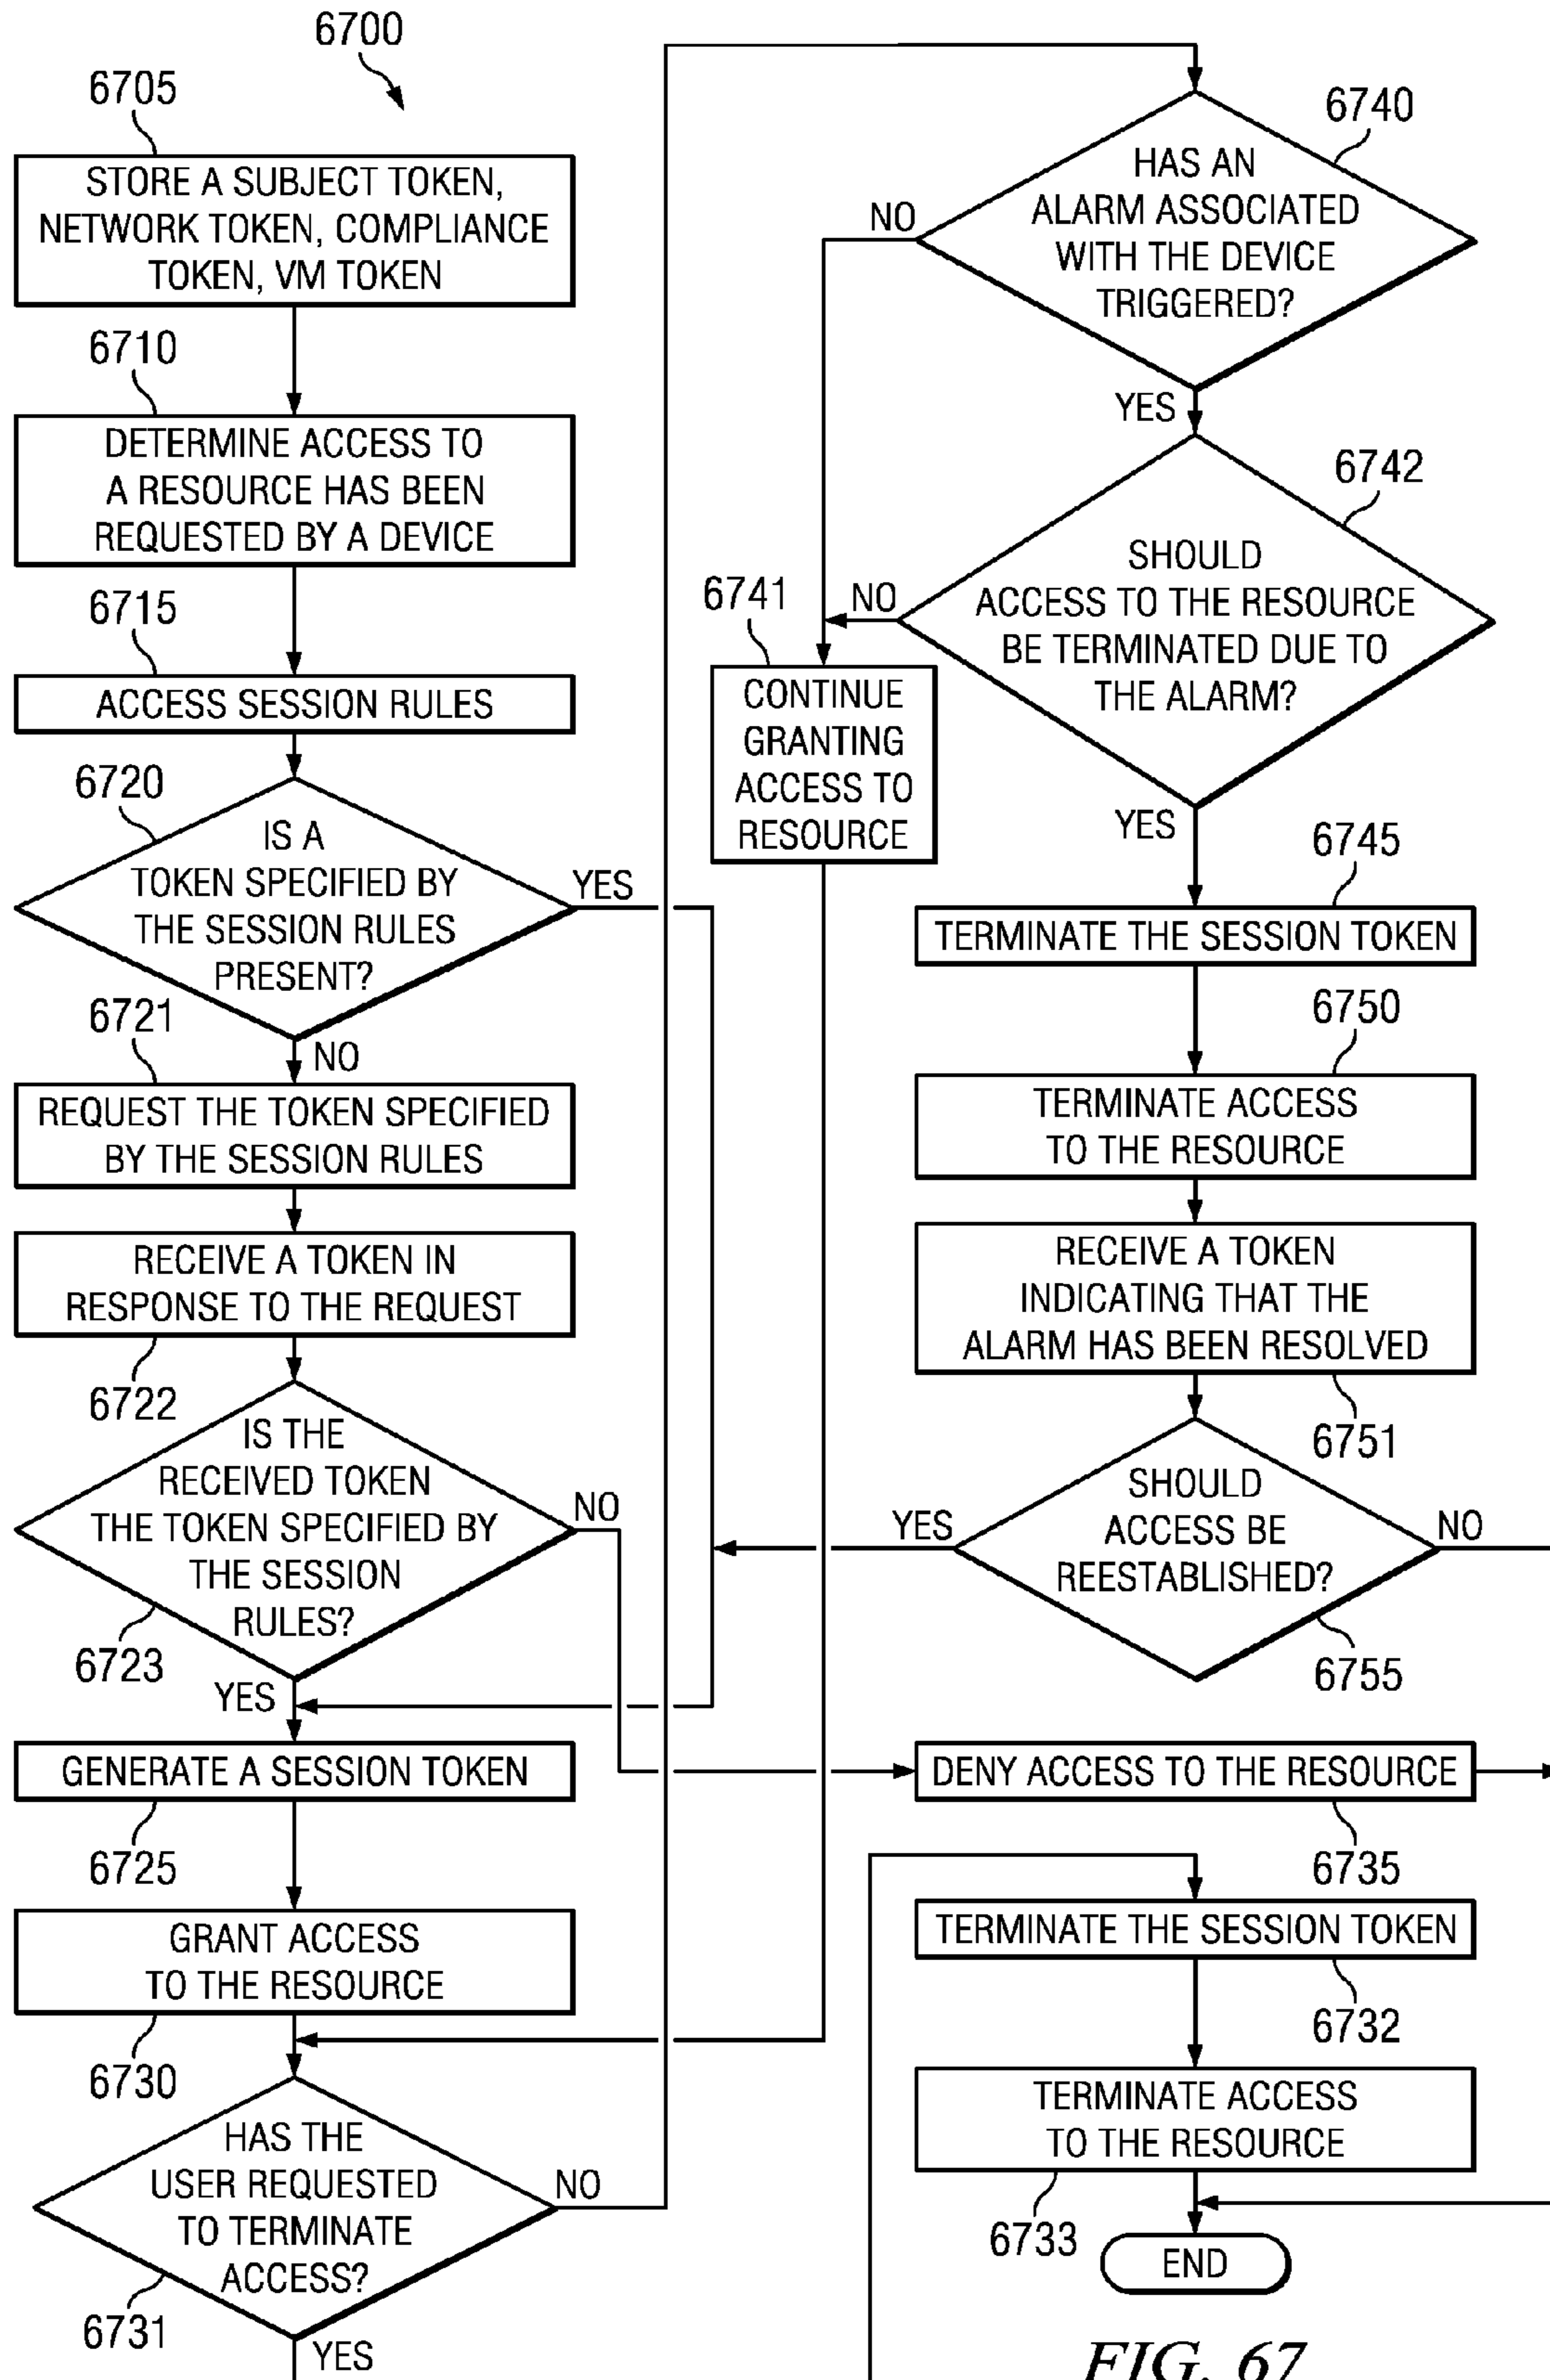 6700
6705
STORE A SUBJECT TOKEN,
NETWORK TOKEN, COMPLIANCE
TOKEN, VM TOKEN
6710
DETERMINE ACCESS TO
A RESOURCE HAS BEEN
REQUESTED BY A DEVICE
6715
ACCESS SESSION RULES
6720
IS A
TOKEN SPECIFIED BY
THE SESSION RULES
PRESENT?
YES
NO
6721
REQUEST THE TOKEN SPECIFIED
BY THE SESSION RULES
RECEIVE A TOKEN IN
RESPONSE TO THE REQUEST
6722
IS THE
RECEIVED TOKEN
THE TOKEN SPECIFIED BY
THE SESSION
RULES?
NO
6723
YES
GENERATE A SESSION TOKEN
6725
GRANT ACCESS
TO THE RESOURCE
6730
HAS THE
USER REQUESTED
TO TERMINATE
ACCESS?
NO
6731
YES
6740
HAS AN
ALARM ASSOCIATED
WITH THE DEVICE
TRIGGERED?
NO
YES
6742
SHOULD
ACCESS TO THE RESOURCE
BE TERMINATED DUE TO
THE ALARM?
NO
6741
CONTINUE
GRANTING
ACCESS TO
RESOURCE
YES
6745
TERMINATE THE SESSION TOKEN
6750
TERMINATE ACCESS
TO THE RESOURCE
RECEIVE A TOKEN
INDICATING THAT THE
ALARM HAS BEEN RESOLVED
6751
SHOULD
ACCESS BE
REESTABLISHED?
YES
NO
6755
DENY ACCESS TO THE RESOURCE
6735
TERMINATE THE SESSION TOKEN
6732
TERMINATE ACCESS
TO THE RESOURCE
6733
END
FIG. 67